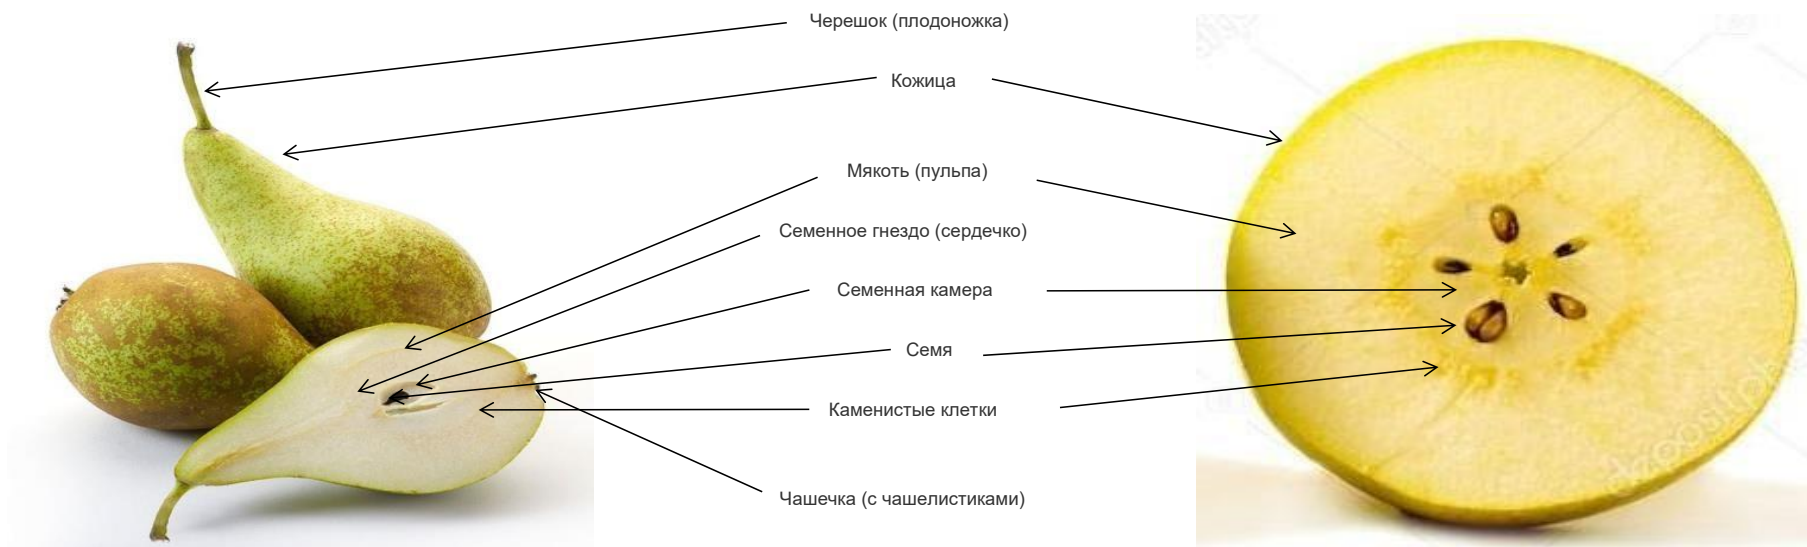 Черешок (плодоножка)
Кожица
Мякоть (пульпа)
Семенное гнездо (сердечко)
Семенная камера
Семя
Каменистые клетки
Чашечка (с чашелистиками)